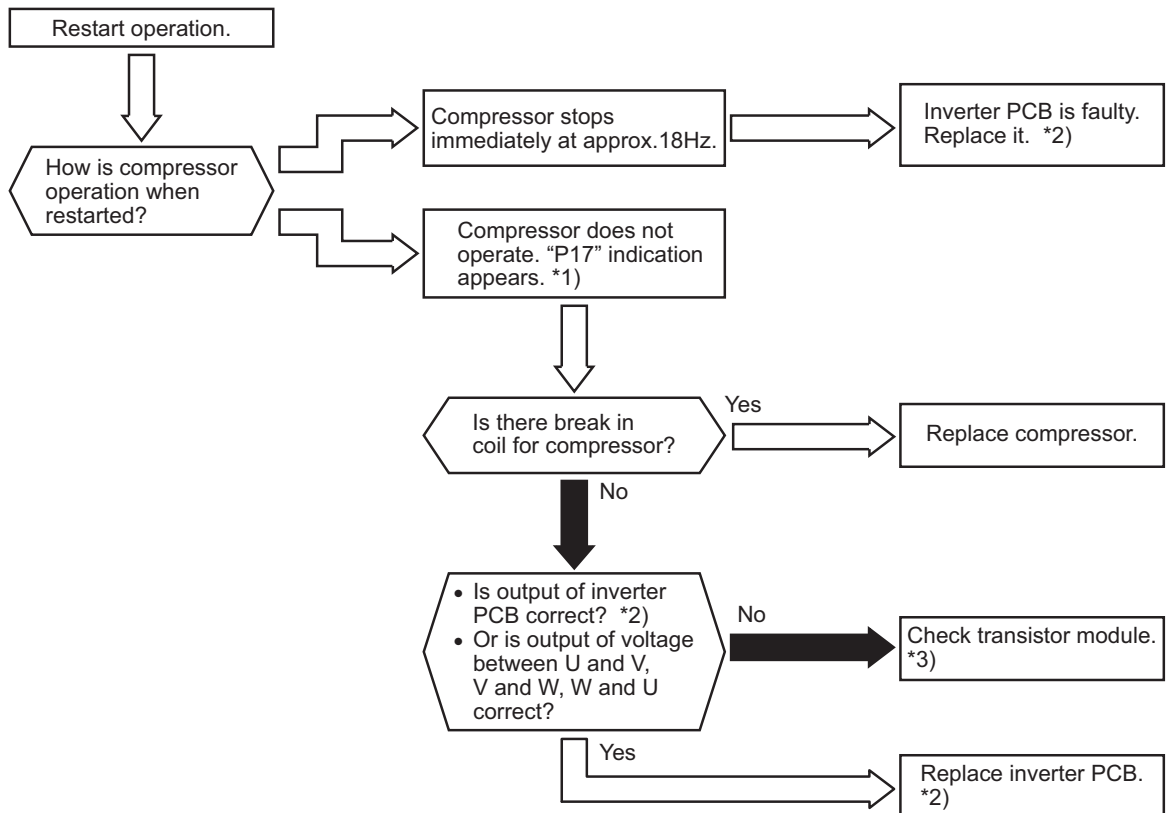 Restart operation.
How is compressor
operation when
restarted?
Compressor stops
immediately at approx.18Hz.
Inverter PCB is faulty.
Replace it. *2)
Compressor does not
operate. “P17” indication
appears. *1)
Is there break in
coil for compressor?
Yes
Replace compressor.
No
• Is output of inverter
PCB correct? *2)
• Or is output of voltage
between U and V,
V and W, W and U
correct?
No
Check transistor module.
*3)
Yes
Replace inverter PCB.
*2)